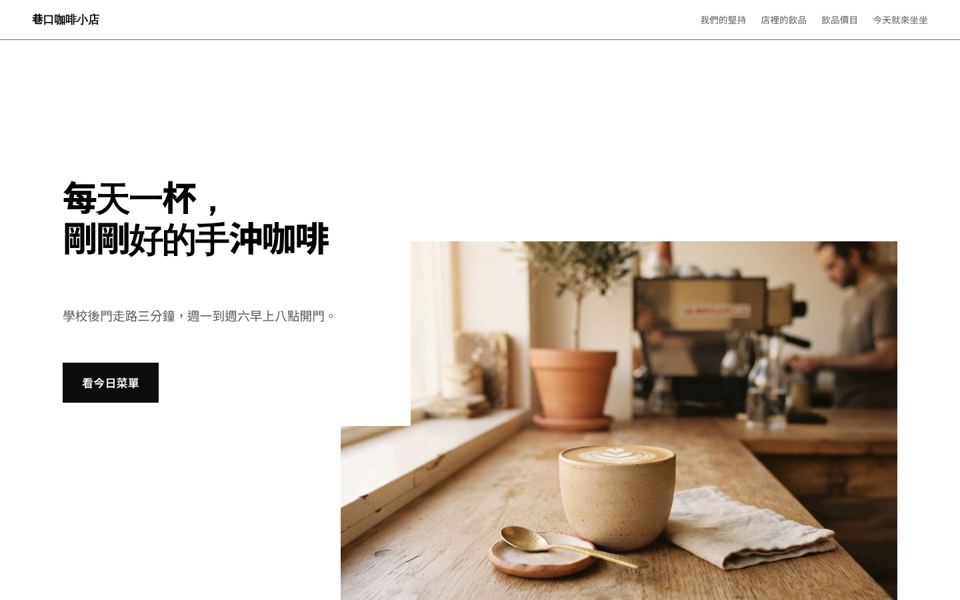 巷口咖啡小店
我們的堅持
店裡的飲品
飲品價目
今天就來坐坐
每天一杯，
剛剛好的手沖咖啡
學校後門走路三分鐘，週一到週六早上八點開門。
看今日菜單